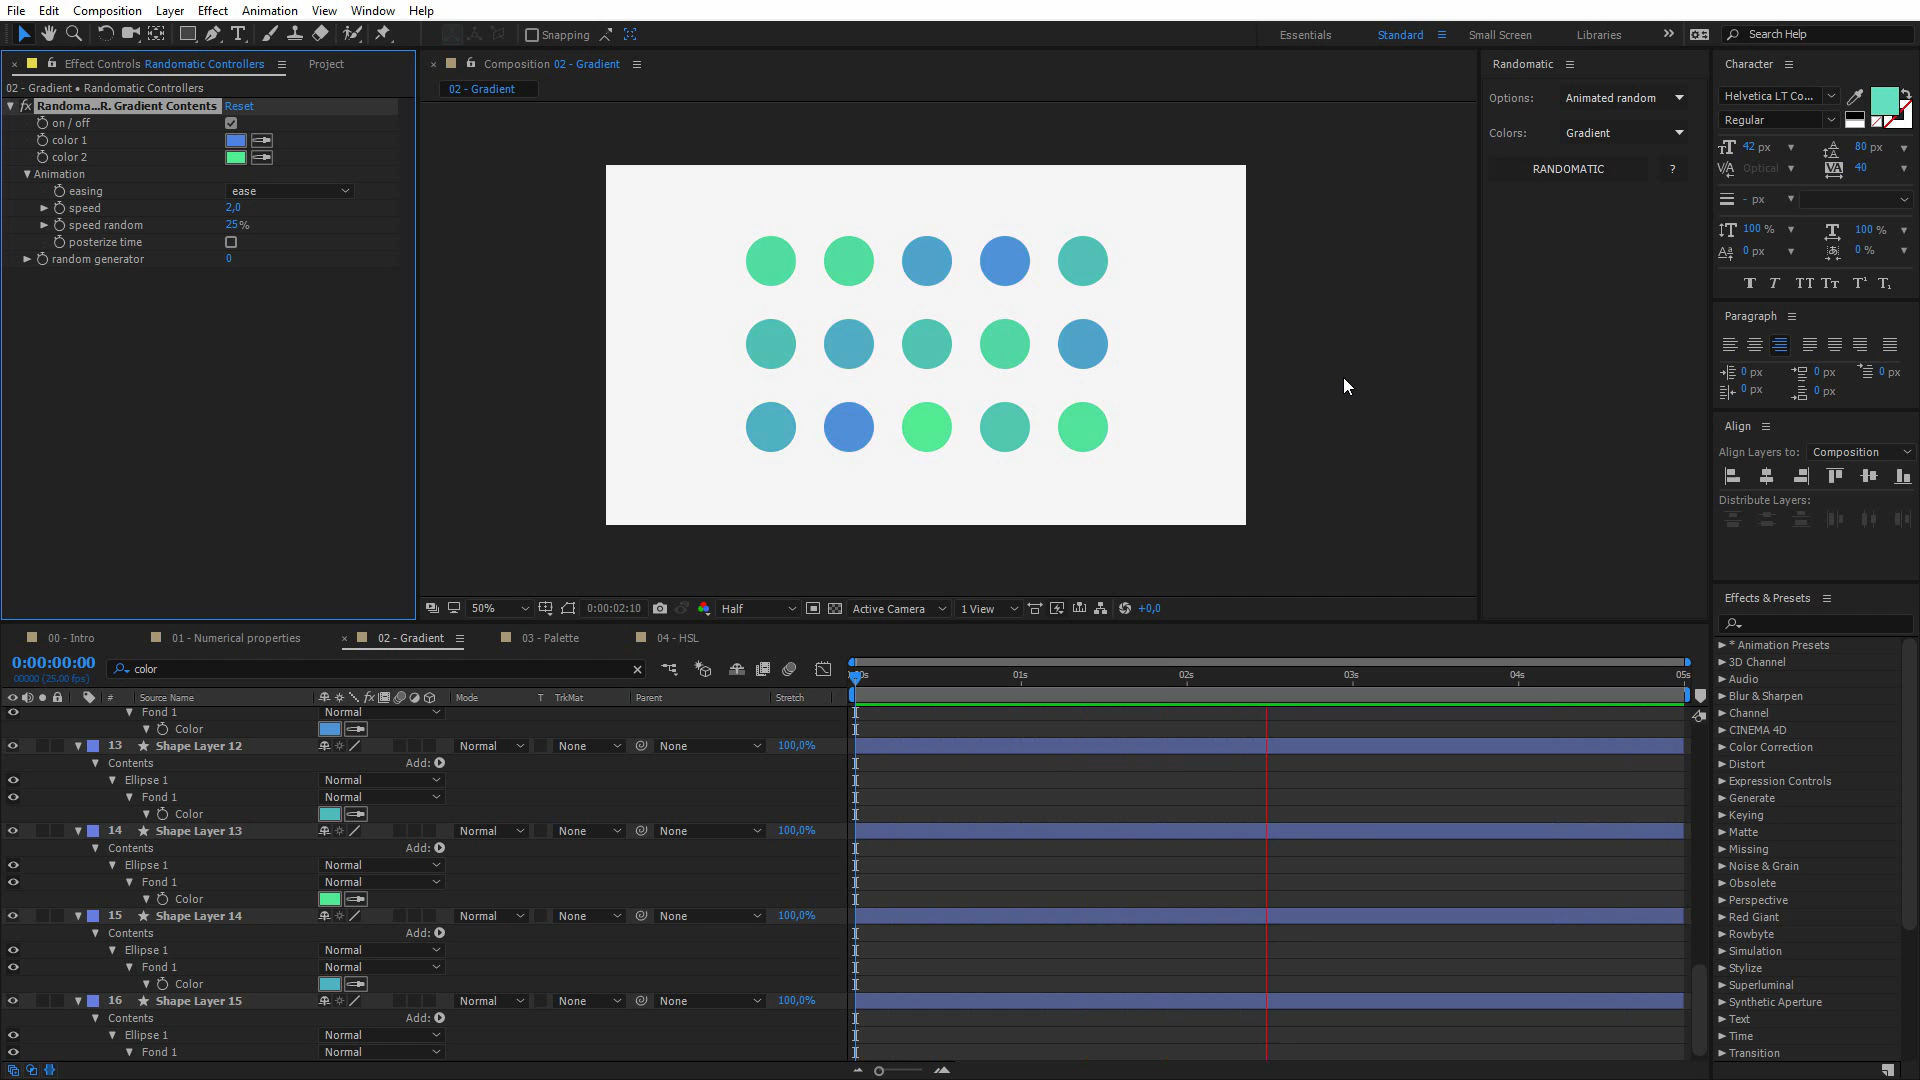 File Edit Composition Layer Effect Animation View Window Help
Snapping Essentials Standard Small Screen Libraries Search Help
Effect Controls Randomatic Controllers Project
02 - Gradient • Randomatic Controllers
fx Randoma...R. Gradient Contents Reset
on / off
color 1
color 2
Animation
easing ease
speed 2,0
speed random 25%
posterize time
random generator 0
Composition 02 - Gradient
02 - Gradient
50% 0:00:02:10 Half Active Camera 1 View +0,0
Randomatic
Options: Animated random
Colors: Gradient
RANDOMATIC ?
Character
Helvetica LT Co...
Regular
42 px 80 px
Optical 40
- px
100 % 100 %
0 px 0 %
Paragraph
0 px 0 px 0 px
0 px 0 px
Align
Align Layers to: Composition
Distribute Layers:
Effects & Presets
* Animation Presets
3D Channel
Audio
Blur & Sharpen
Channel
CINEMA 4D
Color Correction
Distort
Expression Controls
Generate
Keying
Matte
Missing
Noise & Grain
Obsolete
Perspective
Red Giant
Rowbyte
Simulation
Stylize
Superluminal
Synthetic Aperture
Text
Time
Transition
00 - Intro 01 - Numerical properties 02 - Gradient 03 - Palette 04 - HSL
0:00:00:00 color
00000 (25.00 fps)
# Source Name Mode T TrkMat Parent Stretch
01s 02s 03s 04s 05s
Fond 1 Normal
Color
13 Shape Layer 12 Normal None None 100,0%
Contents Add:
Ellipse 1 Normal
Fond 1 Normal
Color
14 Shape Layer 13 Normal None None 100,0%
Contents Add:
Ellipse 1 Normal
Fond 1 Normal
Color
15 Shape Layer 14 Normal None None 100,0%
Contents Add:
Ellipse 1 Normal
Fond 1 Normal
Color
16 Shape Layer 15 Normal None None 100,0%
Contents Add:
Ellipse 1 Normal
Fond 1 Normal